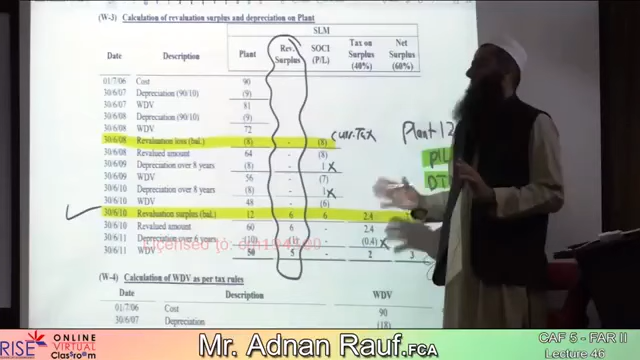 (W-3) Calculation of revaluation surplus and depreciation on Plant
SLM
Date Description Plant Rev. Surplus SOCI (P/L) Tax on Surplus (40%) Net Surplus (60%)
01/7/06 Cost 90
30/6/07 Depreciation (90/10) (9)
30/6/07 WDV 81
30/6/08 Depreciation (90/10) (9)
30/6/08 WDV 72
30/6/08 Revaluation loss (bal.) (8) - (8)
curr. Tax
30/6/08 Revalued amount 64 - (8)
30/6/09 Depreciation over 8 years (8) - 1 x
30/6/09 WDV 56 - (7)
30/6/10 Depreciation over 8 years (8) - 1 x
30/6/10 WDV 48 - (6)
30/6/10 Revaluation surplus (bal.) 12 6 6 2.4
30/6/10 Revalued amount 60 6 - 2.4
30/6/11 Depreciation over 6 years (10) - (0.4) x
30/6/11 WDV 50 5 - 2 3
Plant 12
P/L
DT
Licensed to:
(W-4) Calculation of WDV as per tax rules
Date Description WDV
01/7/06 Cost 90
30/6/07 Depreciation (18)
RISE ONLINE VIRTUAL Classroom
Mr. Adnan Rauf.FCA
CAF 5 - FAR II
Lecture 46